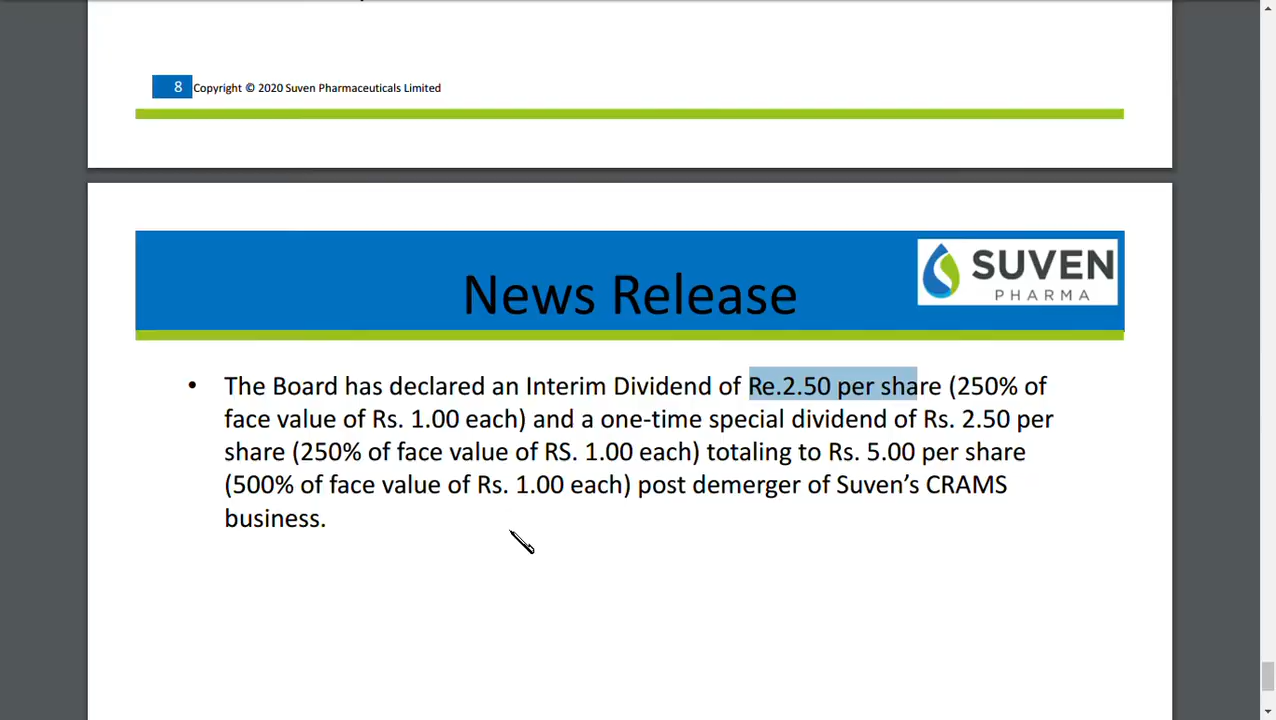 8 Copyright © 2020 Suven Pharmaceuticals Limited
SUVEN
PHARMA
News Release
• The Board has declared an Interim Dividend of Re.2.50 per share (250% of
face value of Rs. 1.00 each) and a one-time special dividend of Rs. 2.50 per
share (250% of face value of RS. 1.00 each) totaling to Rs. 5.00 per share
(500% of face value of Rs. 1.00 each) post demerger of Suven’s CRAMS
business.